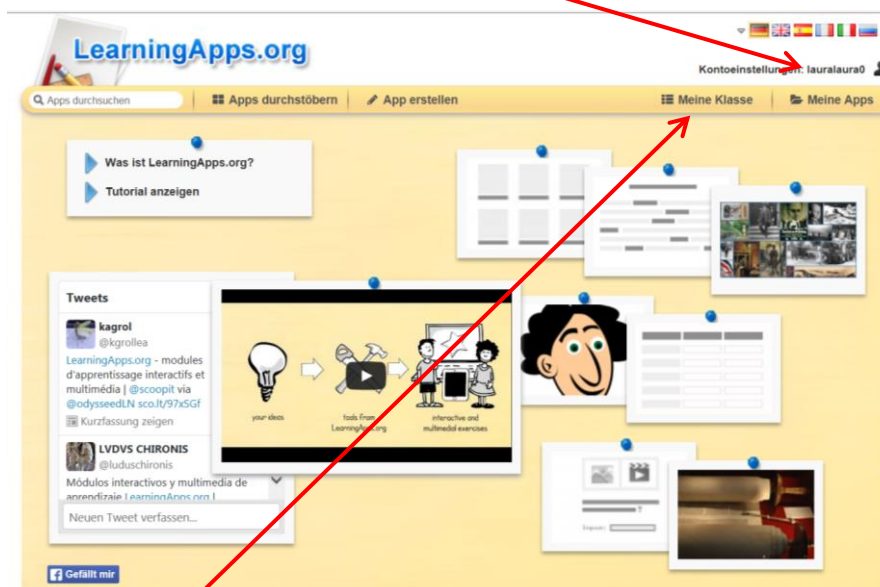 LearningApps.org
Kontoeinstellungen: lauralaura0
Apps durchsuchen
Apps durchstöbern
App erstellen
Meine Klasse
Meine Apps
Was ist LearningApps.org?
Tutorial anzeigen
Tweets
kagrol
@kgrollea
LearningApps.org - modules
d'apprentissage interactifs et
multimédia | @scoopit via
@odysseedLN sco.lt/97xSGf
Kurzfassung zeigen
LVDVS CHIRONIS
@luduschironis
Módulos interactivos y multimedia de
aprendizaje LearningApps.org |
Neuen Tweet verfassen...
your ideas
tools from
LearningApps.org
interactive and
multimedial exercises
Gefällt mir